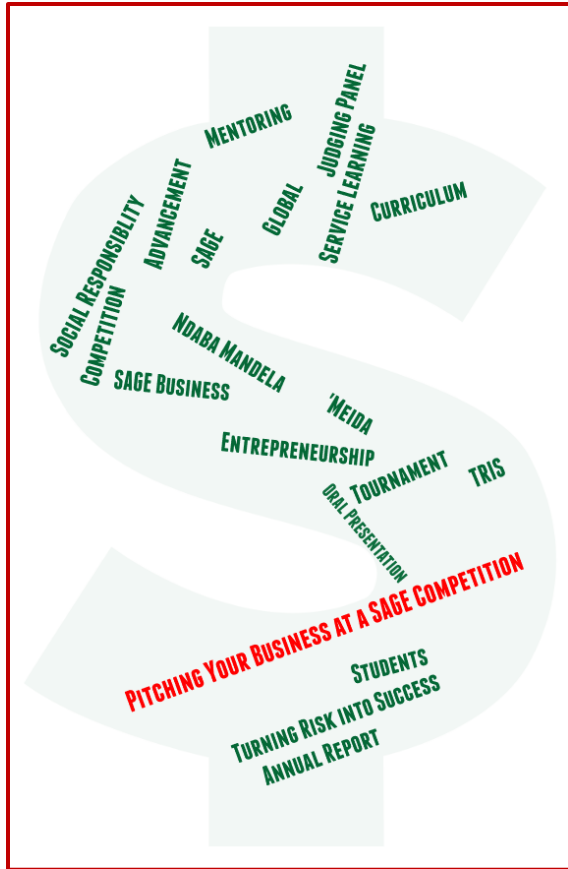 MENTORING
JUDGING PANEL
SERVICE LEARNING
CURRICULUM
GLOBAL
ADVANCEMENT
SAGE
SOCIAL RESPONSIBLITY
COMPETITION
NDABA MANDELA
SAGE BUSINESS
'MEIDA
ENTREPRENEURSHIP
TOURNAMENT
TRIS
ORAL PRESENTATION
PITCHING YOUR BUSINESS AT A SAGE COMPETITION
STUDENTS
TURNING RISK INTO SUCCESS
ANNUAL REPORT